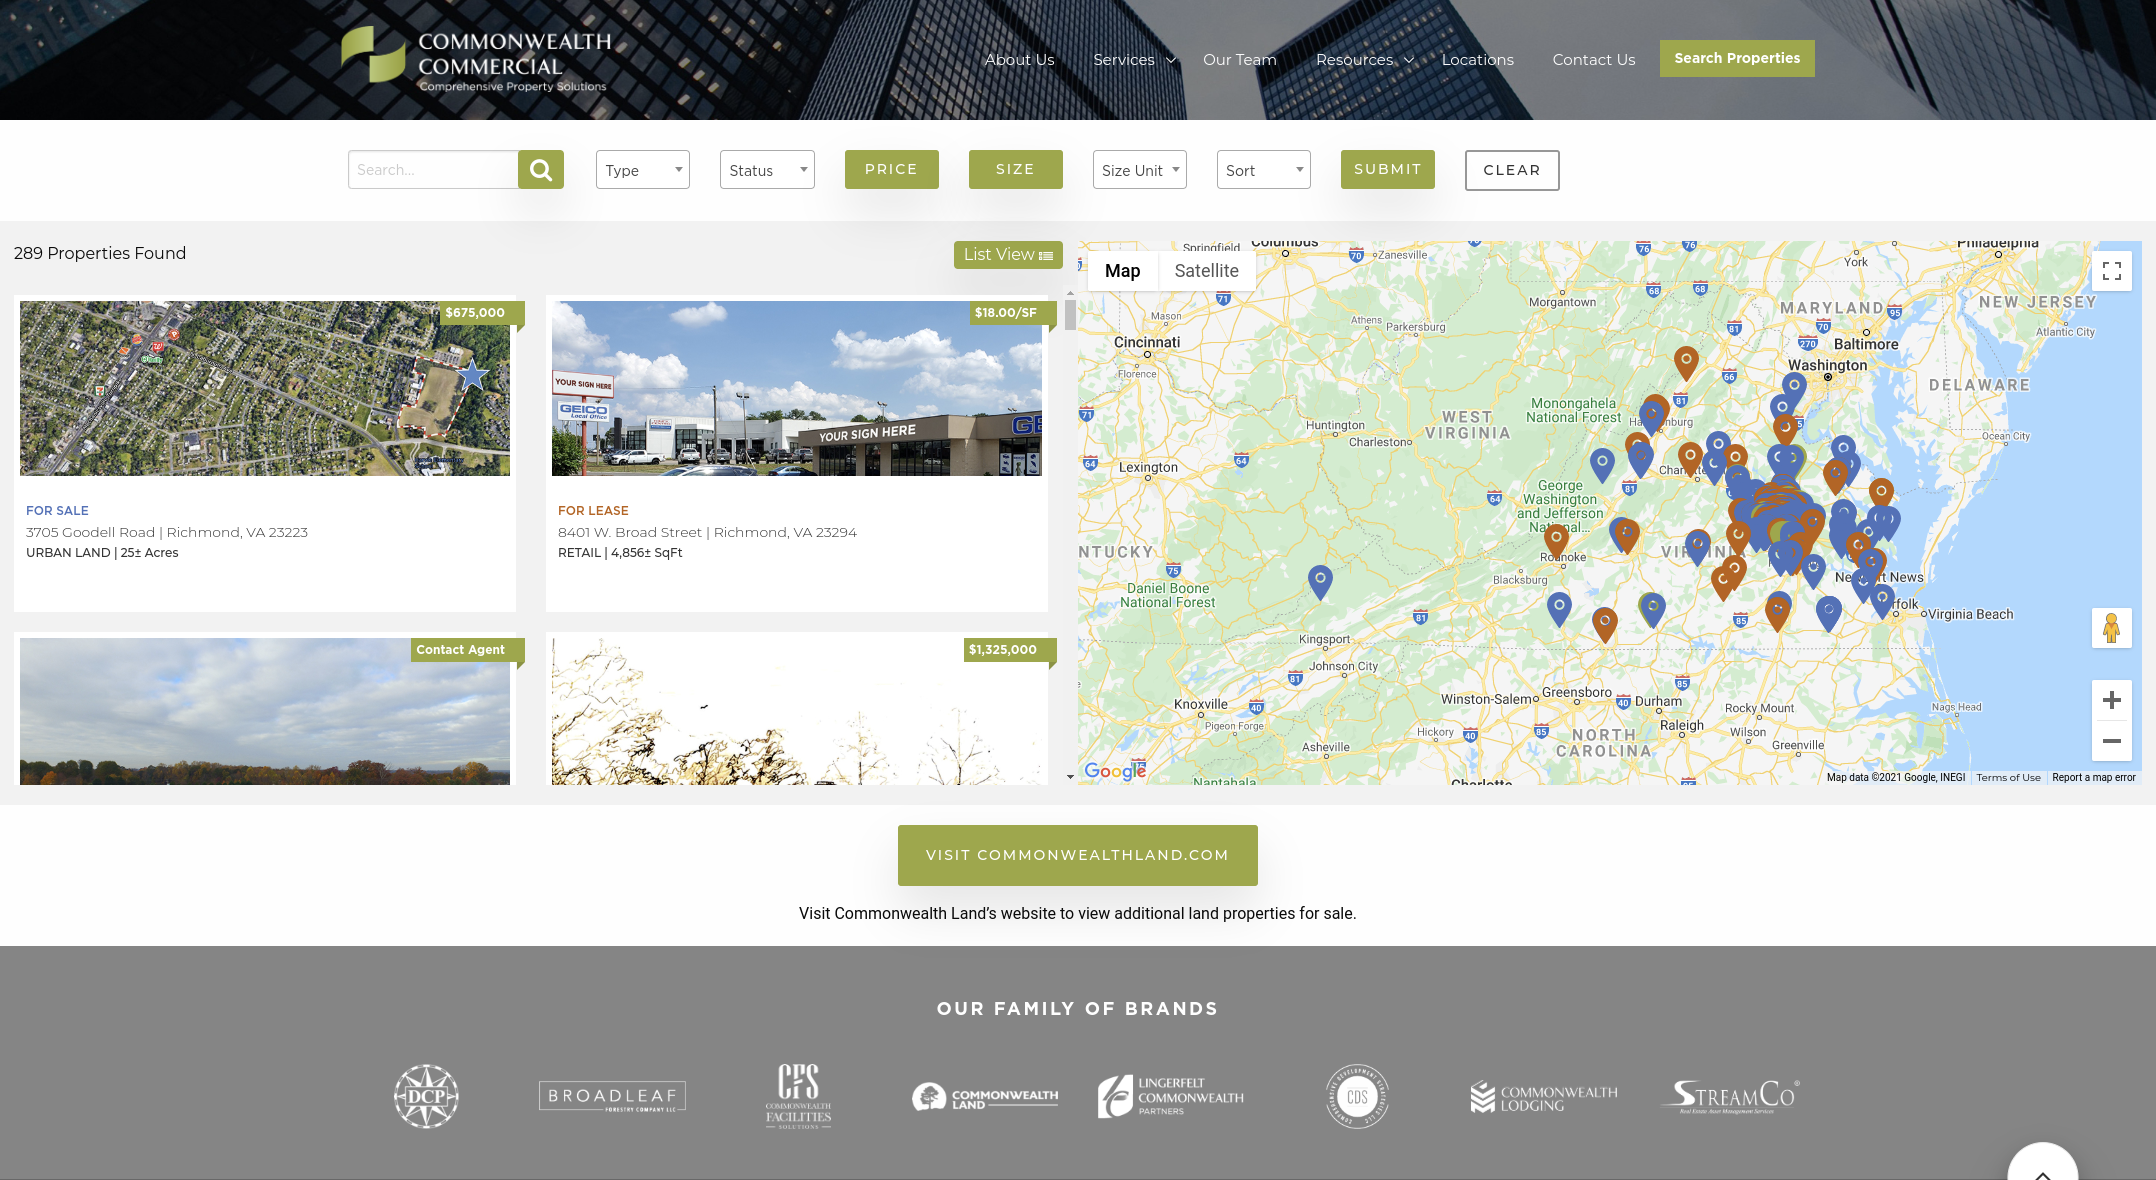 COMMONWEALTH
COMMERCIAL
Comprehensive Property Solutions
About Us
Services
Our Team
Resources
Locations
Contact Us
Search Properties
Search...
Type
Status
PRICE
SIZE
Size Unit
Sort
SUBMIT
CLEAR
289 Properties Found
List View
$675,000
FOR SALE
3705 Goodell Road | Richmond, VA 23223
URBAN LAND | 25± Acres
$18.00/SF
YOUR SIGN HERE
GEICO
Local Office
YOUR SIGN HERE
GE
FOR LEASE
8401 W. Broad Street | Richmond, VA 23294
RETAIL | 4,856± SqFt
Contact Agent
$1,325,000
Map
Satellite
Springfield
Columbus
Zanesville
Philadelphia
York
Morgantown
MARYLAND
NEW JERSEY
Mason
Athens
Parkersburg
Atlantic City
Cincinnati
Baltimore
Florence
Washington
DELAWARE
WEST
VIRGINIA
Monongahela
National Forest
Huntington
Charleston
Ocean City
Lexington
George
Washington
and Jefferson
National...
NTUCKY
Roanoke
Blacksburg
Daniel Boone
National Forest
Virginia Beach
Kingsport
Johnson City
Winston-Salem
Greensboro
Durham
Knoxville
Pigeon Forge
Rocky Mount
Nags Head
Raleigh
Hickory
Wilson
Asheville
NORTH
CAROLINA
Greenville
Google
Nantahala
Charlotte
Map data ©2021 Google, INEGI
Terms of Use
Report a map error
VISIT COMMONWEALTHLAND.COM
Visit Commonwealth Land's website to view additional land properties for sale.
OUR FAMILY OF BRANDS
DCP
BROADLEAF
FORESTRY COMPANY LLC
CFS
COMMONWEALTH
FACILITIES
SOLUTIONS
COMMONWEALTH
LAND
LINGERFELT
COMMONWEALTH
PARTNERS
CDS
COMMONWEALTH
LODGING
STREAMCO
Real Estate Asset Management Services